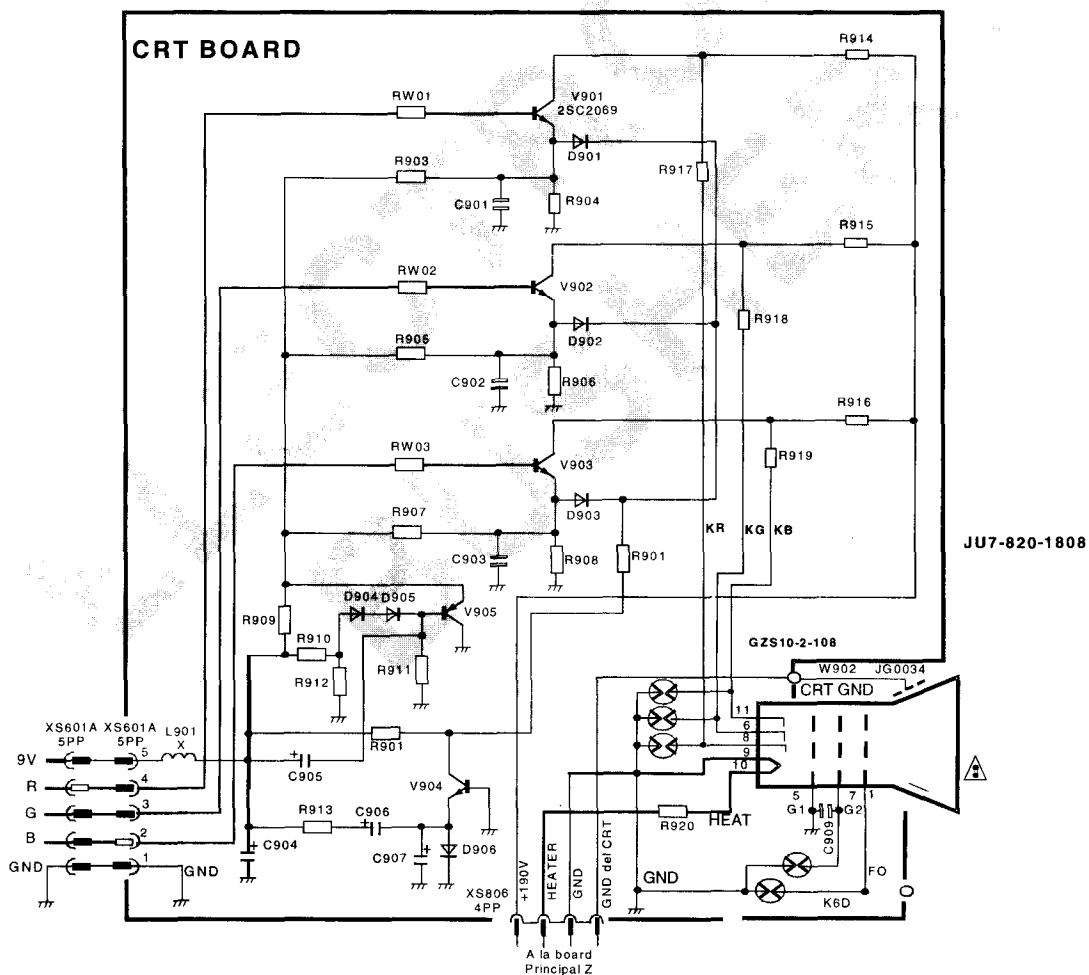 CRT BOARD
R914
RW01
V901
2SC2069
D901
R903
R917
C901
R904
R915
RW02
V902
R918
D902
R905
C902
R906
R916
RW03
V903
R919
D903
R907
KR
KG
KB
C903
R908
R901
JU7-820-1808
D904
D905
V905
R909
R910
R911
R912
GZS10-2-108
W902
JG0034
CRT GND
11
6
8
9
10
XS601A
5PP
XS601A
5PP
L901
X
9V
5
R901
C905
R
4
V904
5
7
1
G
3
R913
C906
G1
C909
G2
R920
HEAT
B
2
C904
C907
D906
GND
1
GND
XS806
4PP
+190V
HEATER
GND
GND del CRT
GND
FO
K6D
A la board
Principal Z